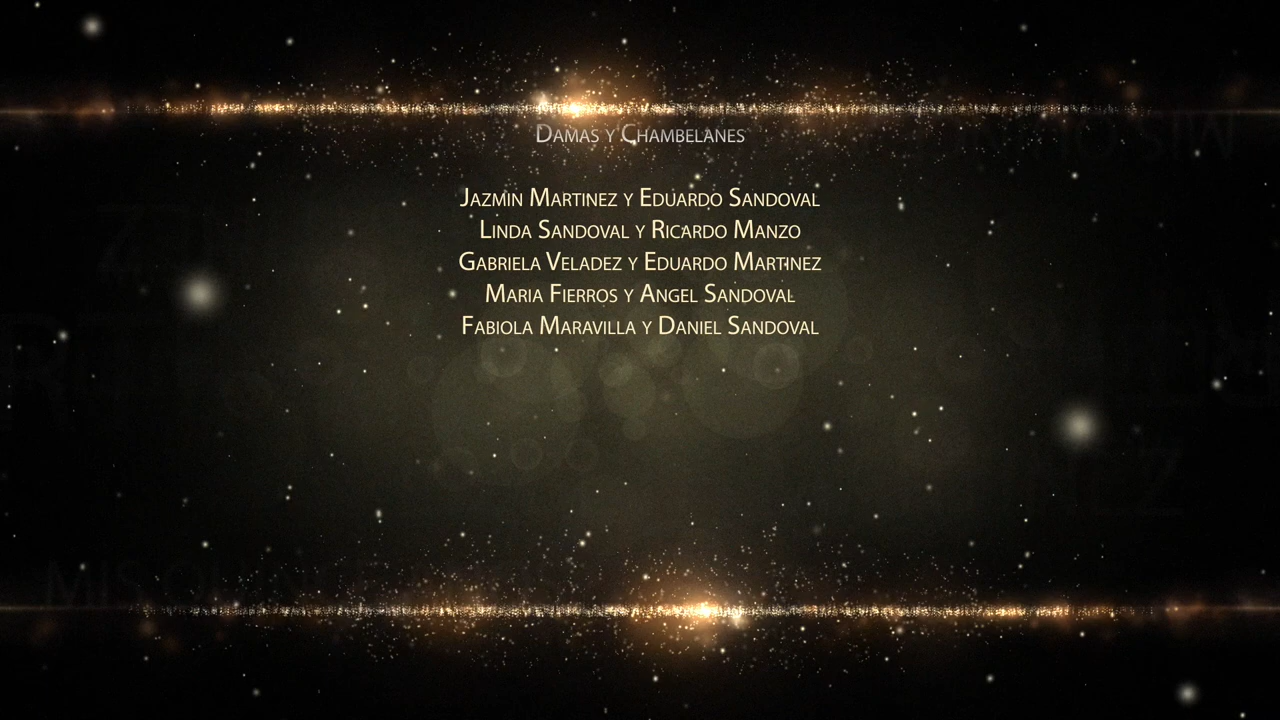 Damas y Chambelanes
Jazmin Martinez y Eduardo Sandoval
Linda Sandoval y Ricardo Manzo
Gabriela Veladez y Eduardo Martinez
Maria Fierros y Angel Sandoval
Fabiola Maravilla y Daniel Sandoval